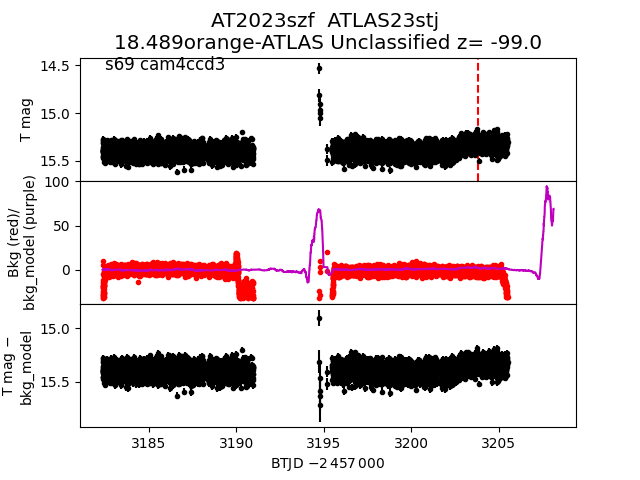 AT2023szf  ATLAS23stj
18.489orange-ATLAS Unclassified z= -99.0
s69 cam4ccd3
14.5
15.0
15.5
T mag
100
50
0
Bkg (red)/
bkg_model (purple)
15.0
15.5
T mag −
bkg_model
3185 3190 3195 3200 3205
BTJD −2 457 000